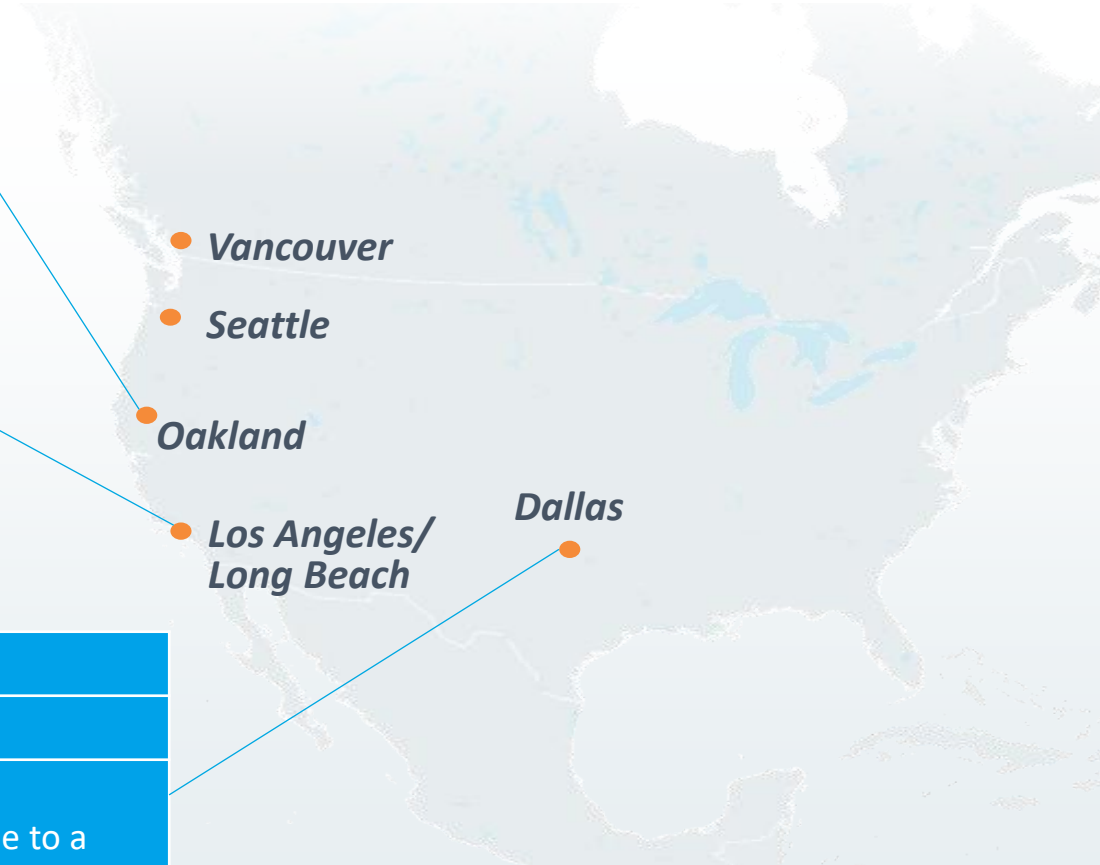 Vancouver
Seattle
Oakland
Los Angeles/
Long Beach
Dallas
e to a